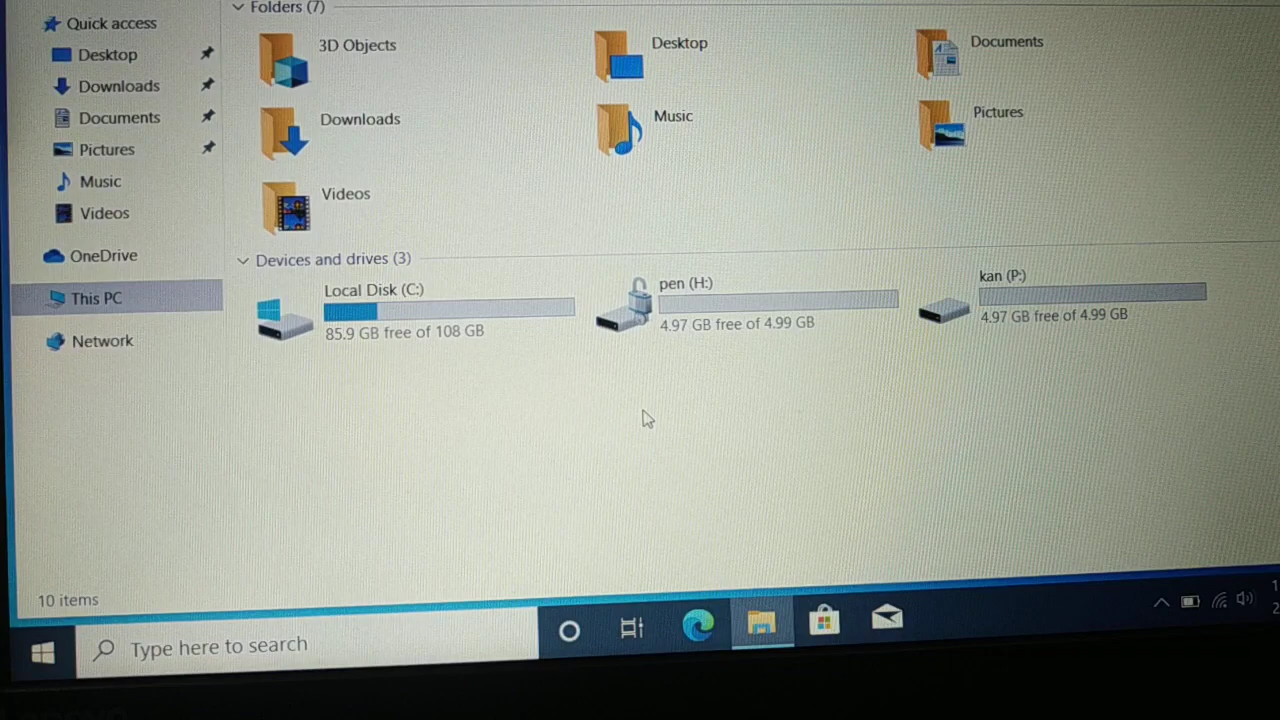 Quick access
Desktop
Downloads
Documents
Pictures
Music
Videos
OneDrive
This PC
Network
Folders (7)
3D Objects
Desktop
Documents
Downloads
Music
Pictures
Videos
Devices and drives (3)
Local Disk (C:)
85.9 GB free of 108 GB
pen (H:)
4.97 GB free of 4.99 GB
kan (P:)
4.97 GB free of 4.99 GB
10 items
Type here to search